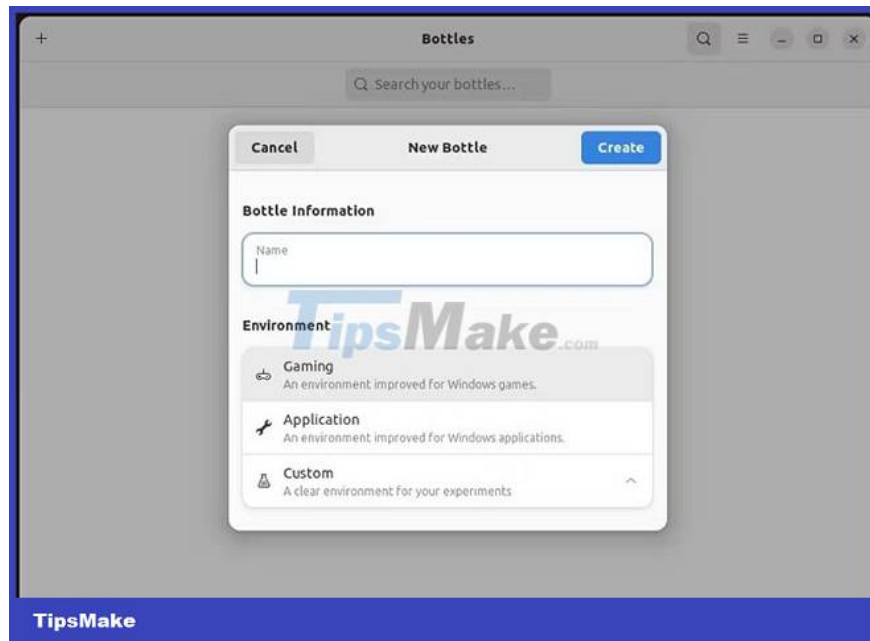 Bottles
Search your bottles...
Cancel
New Bottle
Create
Bottle Information
Name
TipsMake.com
Environment
Gaming
An environment improved for Windows games.
Application
An environment improved for Windows applications.
Custom
A clear environment for your experiments
TipsMake